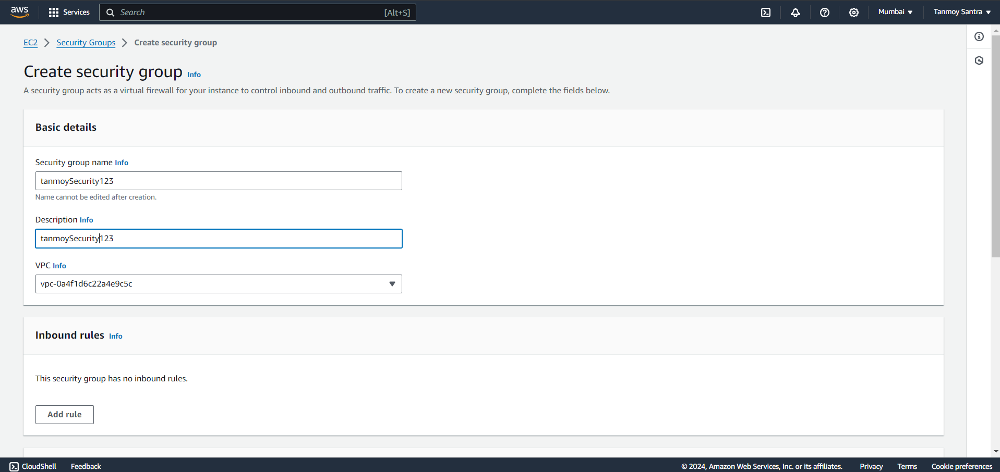 aws Services Search [Alt+S] Mumbai Tanmoy Santra
EC2 Security Groups Create security group
Create security group Info
A security group acts as a virtual firewall for your instance to control inbound and outbound traffic. To create a new security group, complete the fields below.
Basic details
Security group name Info
tanmoySecurity123
Name cannot be edited after creation.
Description Info
tanmoySecurity123
VPC Info
vpc-0a4f1d6c22a4e9c5c
Inbound rules Info
This security group has no inbound rules.
Add rule
CloudShell Feedback © 2024, Amazon Web Services, Inc. or its affiliates. Privacy Terms Cookie preferences